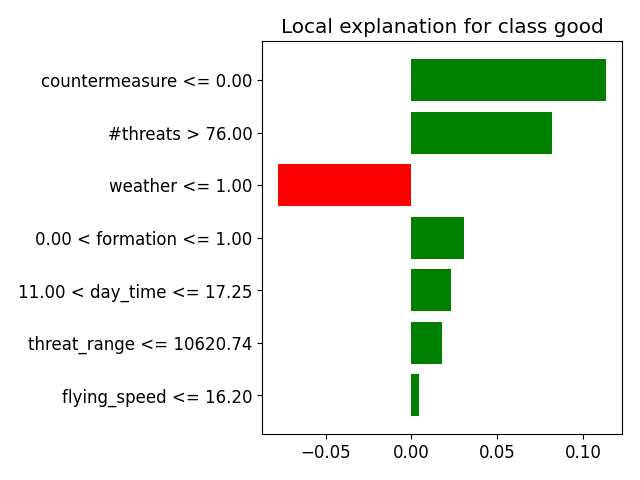 Local explanation for class good
countermeasure <= 0.00
#threats > 76.00
weather <= 1.00
0.00 < formation <= 1.00
11.00 < day_time <= 17.25
threat_range <= 10620.74
flying_speed <= 16.20
−0.05 0.00 0.05 0.10